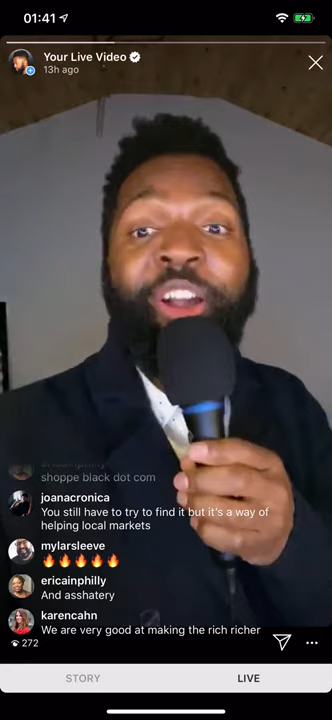 01:41
Your Live Video
13h ago
shoppe black dot com
joanacronica
You still have to try to find it but it's a way of
helping local markets
mylarsleeve
🔥🔥🔥🔥🔥
ericainphilly
And asshatery
karencahn
We are very good at making the rich richer
272
STORY
LIVE